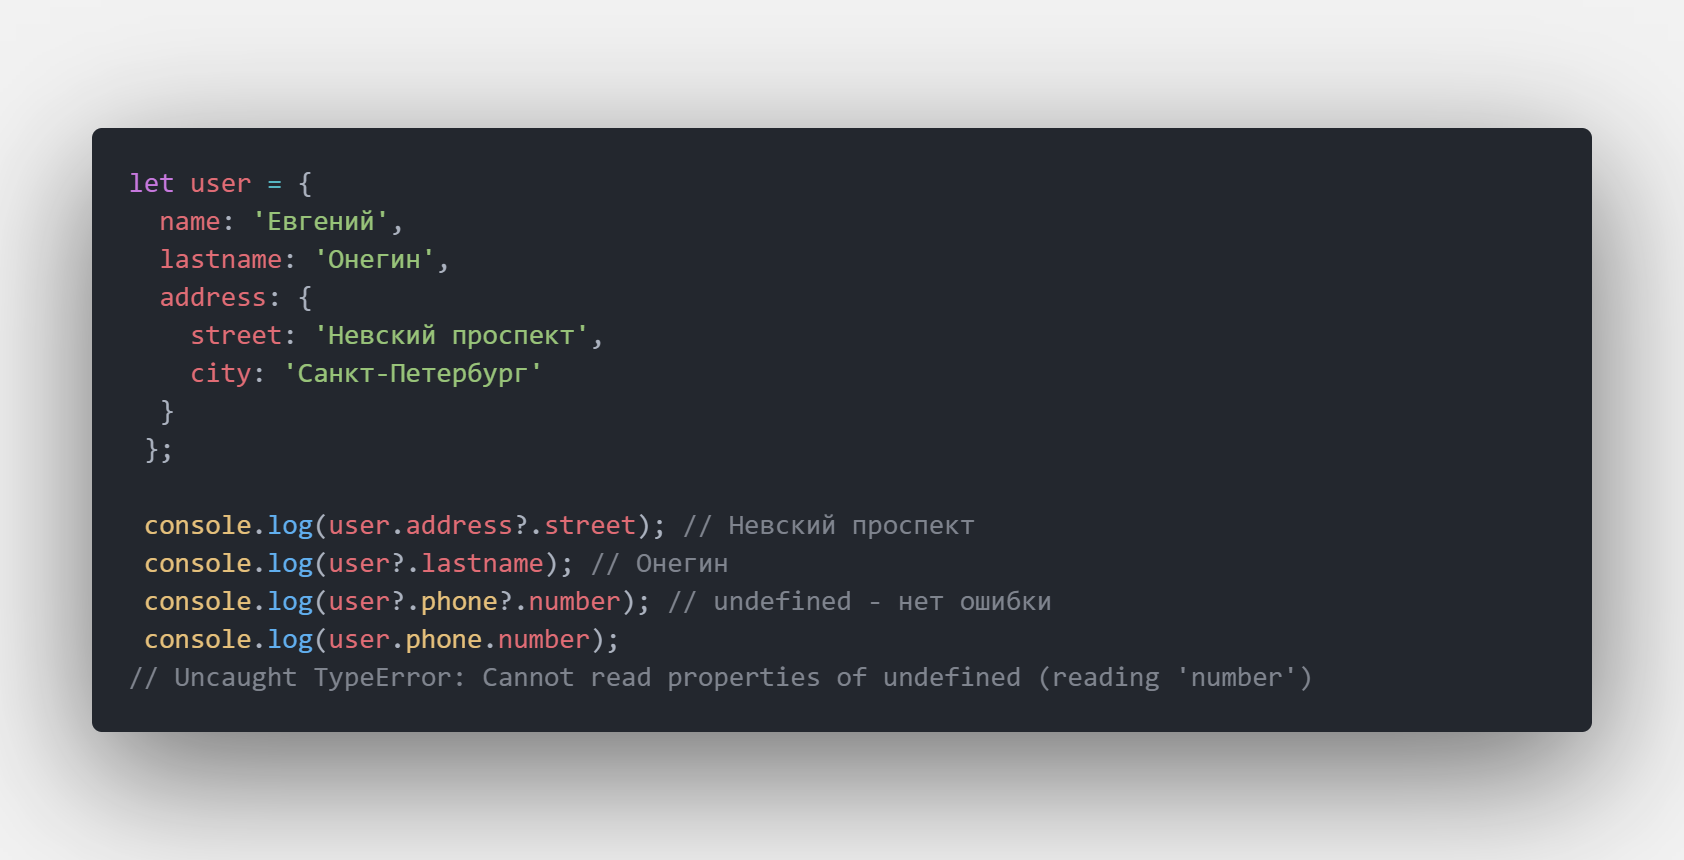 let user = {
  name: 'Евгений',
  lastname: 'Онегин',
  address: {
    street: 'Невский проспект',
    city: 'Санкт-Петербург'
  }
 };

 console.log(user.address?.street); // Невский проспект
 console.log(user?.lastname); // Онегин
 console.log(user?.phone?.number); // undefined - нет ошибки
 console.log(user.phone.number);
// Uncaught TypeError: Cannot read properties of undefined (reading 'number')